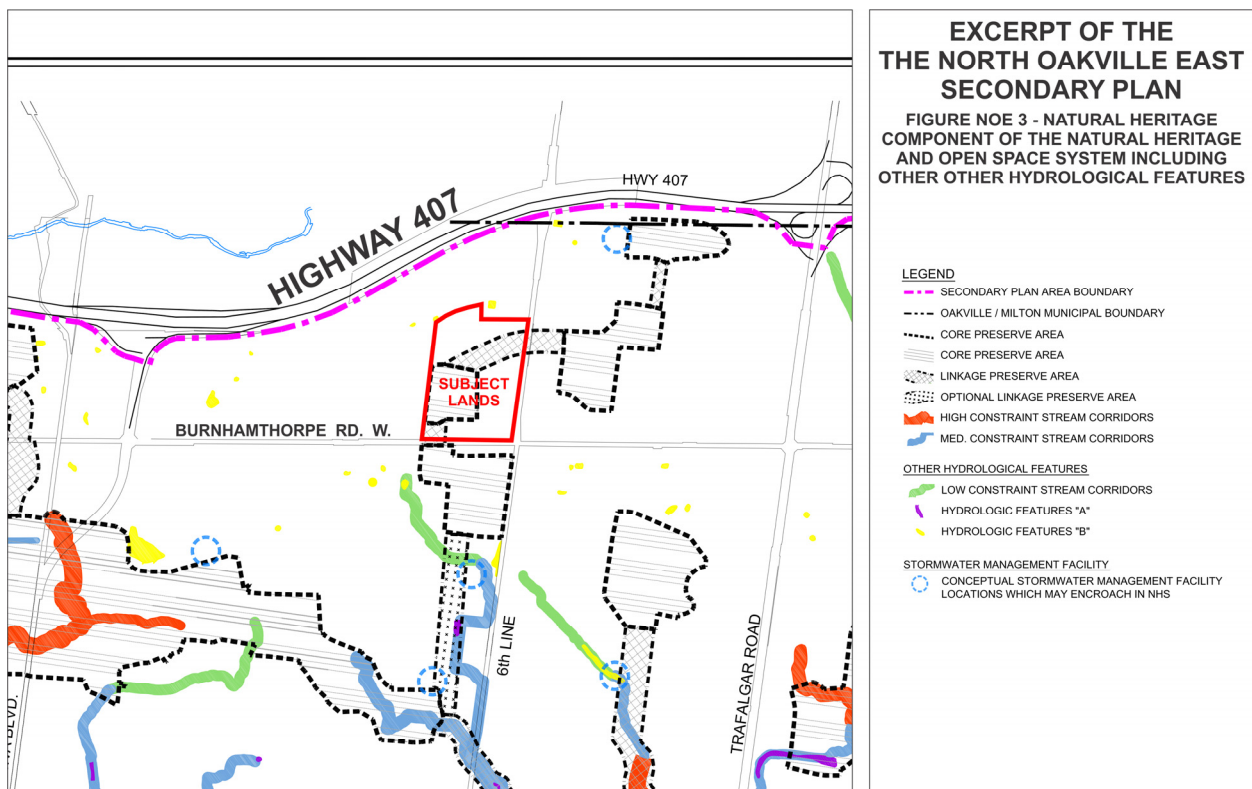 EXCERPT OF THE
THE NORTH OAKVILLE EAST
SECONDARY PLAN
FIGURE NOE 3 - NATURAL HERITAGE
COMPONENT OF THE NATURAL HERITAGE
AND OPEN SPACE SYSTEM INCLUDING
OTHER OTHER HYDROLOGICAL FEATURES
LEGEND
SECONDARY PLAN AREA BOUNDARY
OAKVILLE / MILTON MUNICIPAL BOUNDARY
CORE PRESERVE AREA
CORE PRESERVE AREA
LINKAGE PRESERVE AREA
OPTIONAL LINKAGE PRESERVE AREA
HIGH CONSTRAINT STREAM CORRIDORS
MED. CONSTRAINT STREAM CORRIDORS
OTHER HYDROLOGICAL FEATURES
LOW CONSTRAINT STREAM CORRIDORS
HYDROLOGIC FEATURES "A"
HYDROLOGIC FEATURES "B"
STORMWATER MANAGEMENT FACILITY
CONCEPTUAL STORMWATER MANAGEMENT FACILITY
LOCATIONS WHICH MAY ENCROACH IN NHS
HWY 407
HIGHWAY 407
SUBJECT
LANDS
BURNHAMTHORPE RD. W.
6th LINE
TRAFALGAR ROAD
BLVD.